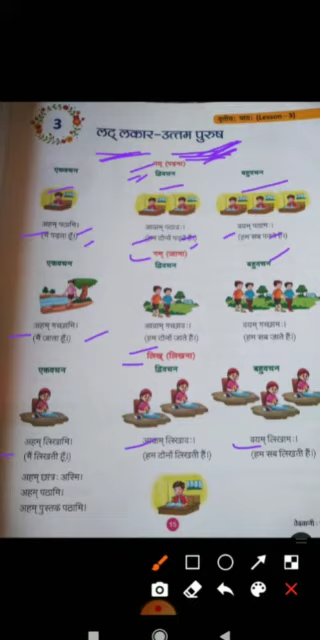 तृतीयः पाठः (Lesson - 3)
3
लट् लकार-उत्तम पुरुष
पठ् (पढ़ना)
एकवचन द्विवचन बहुवचन
अहम् पठामि। आवाम् पठावः। वयम् पठामः।
(मैं पढ़ता हूँ।) (हम दोनों पढ़ते हैं।) (हम सब पढ़ते हैं।)
गम् (जाना)
एकवचन द्विवचन बहुवचन
अहम् गच्छामि। आवाम् गच्छावः। वयम् गच्छामः।
(मैं जाता हूँ।) (हम दोनों जाते हैं।) (हम सब जाते हैं।)
लिख् (लिखना)
एकवचन द्विवचन बहुवचन
अहम् लिखामि। आवाम् लिखावः। वयम् लिखामः।
(मैं लिखती हूँ।) (हम दोनों लिखती हैं।) (हम सब लिखती हैं।)
अहम् छात्रः अस्मि।
अहम् पठामि।
अहम् पुस्तकं पठामि।
15